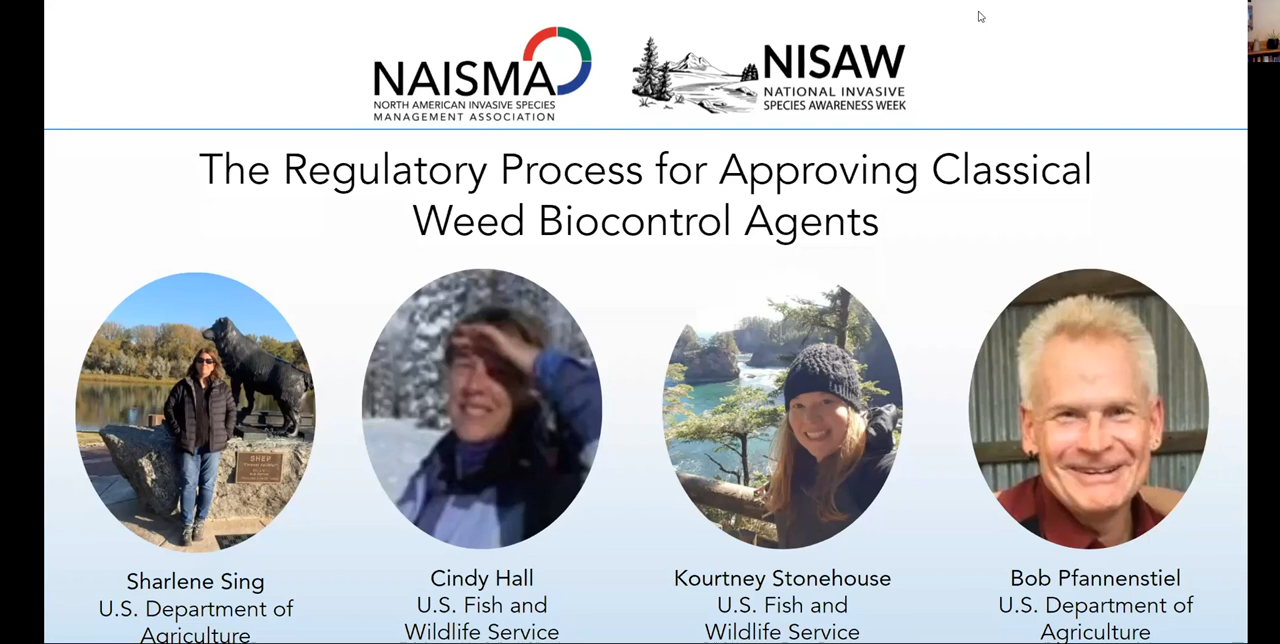 NAISMA
NORTH AMERICAN INVASIVE SPECIES
MANAGEMENT ASSOCIATION
NISAW
NATIONAL INVASIVE
SPECIES AWARENESS WEEK
The Regulatory Process for Approving Classical
Weed Biocontrol Agents
SHEP
Sharlene Sing
U.S. Department of
Agriculture
Cindy Hall
U.S. Fish and
Wildlife Service
Kourtney Stonehouse
U.S. Fish and
Wildlife Service
Bob Pfannenstiel
U.S. Department of
Agriculture